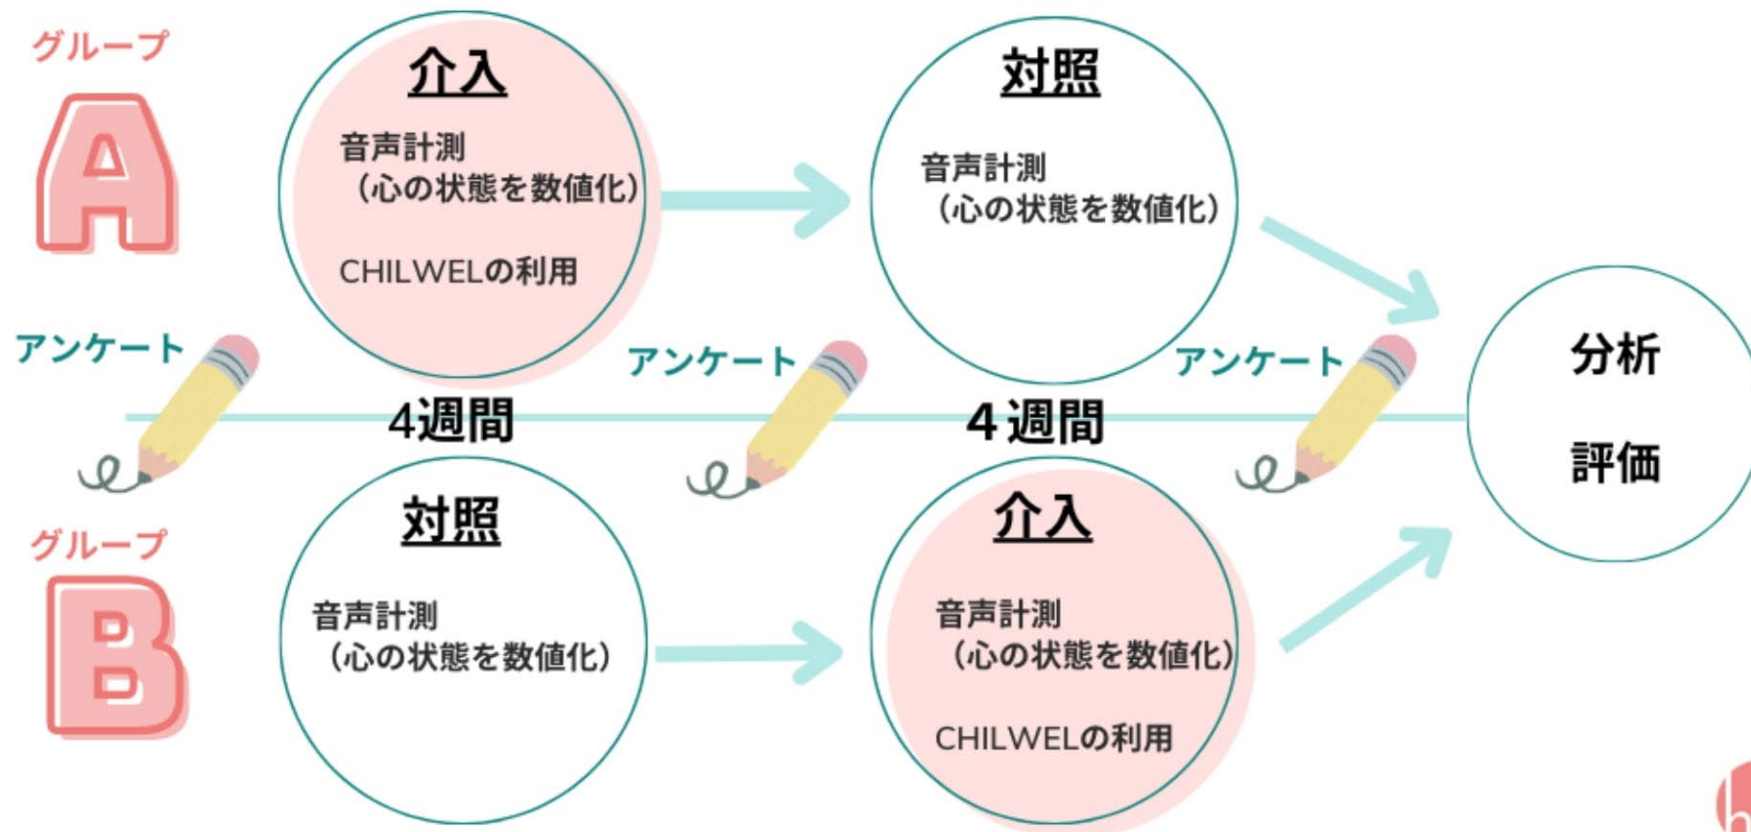 グループ
A
介入
音声計測
（心の状態を数値化）
CHILWELの利用
対照
音声計測
（心の状態を数値化）
アンケート
4週間
アンケート
４週間
アンケート
分析
評価
グループ
B
対照
音声計測
（心の状態を数値化）
介入
音声計測
（心の状態を数値化）
CHILWELの利用
h